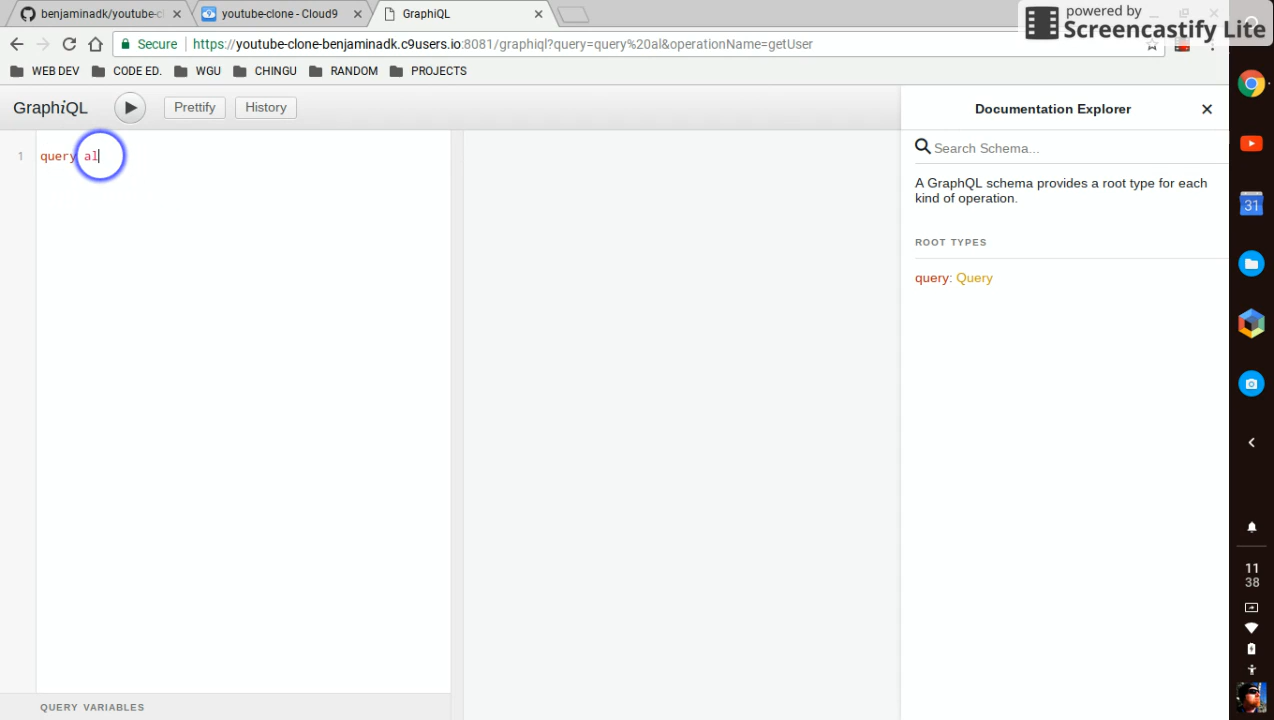 benjaminadk/youtube-c
youtube-clone - Cloud9
GraphiQL
powered by
Screencastify Lite
Secure
https://youtube-clone-benjaminadk.c9users.io:8081/graphiql?query=query%20al&operationName=getUser
WEB DEV
CODE ED.
WGU
CHINGU
RANDOM
PROJECTS
GraphiQL
Prettify
History
Documentation Explorer
1 query al
Search Schema...
A GraphQL schema provides a root type for each
kind of operation.
ROOT TYPES
query: Query
QUERY VARIABLES
31
11
38